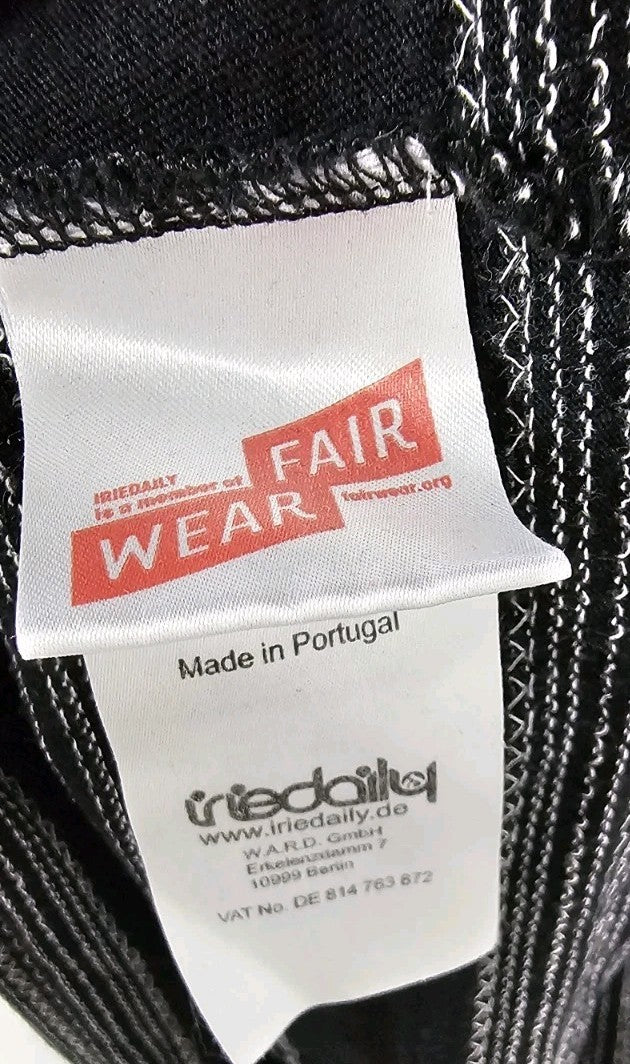 IRIEDAILY
is a member of
FAIR
WEAR
fairwear.org
Made in Portugal
iriedaily
www.iriedaily.de
W.A.R.D. GmbH
Erkelenzdamm 7
10999 Berlin
VAT No. DE 814 763 672